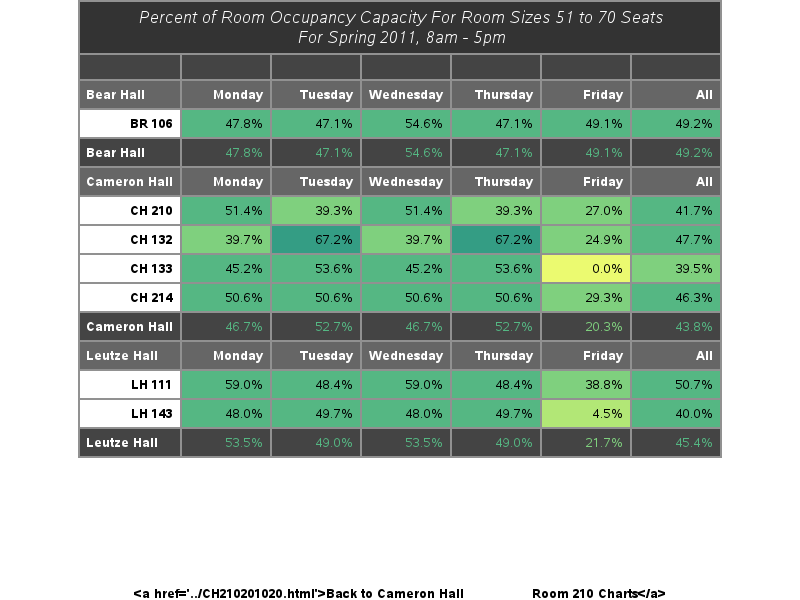 Percent of Room Occupancy Capacity For Room Sizes 51 to 70 Seats
For Spring 2011, 8am - 5pm
Bear Hall Monday Tuesday Wednesday Thursday Friday All
BR 106 47.8% 47.1% 54.6% 47.1% 49.1% 49.2%
Bear Hall 47.8% 47.1% 54.6% 47.1% 49.1% 49.2%
Cameron Hall Monday Tuesday Wednesday Thursday Friday All
CH 210 51.4% 39.3% 51.4% 39.3% 27.0% 41.7%
CH 132 39.7% 67.2% 39.7% 67.2% 24.9% 47.7%
CH 133 45.2% 53.6% 45.2% 53.6% 0.0% 39.5%
CH 214 50.6% 50.6% 50.6% 50.6% 29.3% 46.3%
Cameron Hall 46.7% 52.7% 46.7% 52.7% 20.3% 43.8%
Leutze Hall Monday Tuesday Wednesday Thursday Friday All
LH 111 59.0% 48.4% 59.0% 48.4% 38.8% 50.7%
LH 143 48.0% 49.7% 48.0% 49.7% 4.5% 40.0%
Leutze Hall 53.5% 49.0% 53.5% 49.0% 21.7% 45.4%
<a href='../CH210201020.html'>Back to Cameron Hall Room 210 Charts</a>